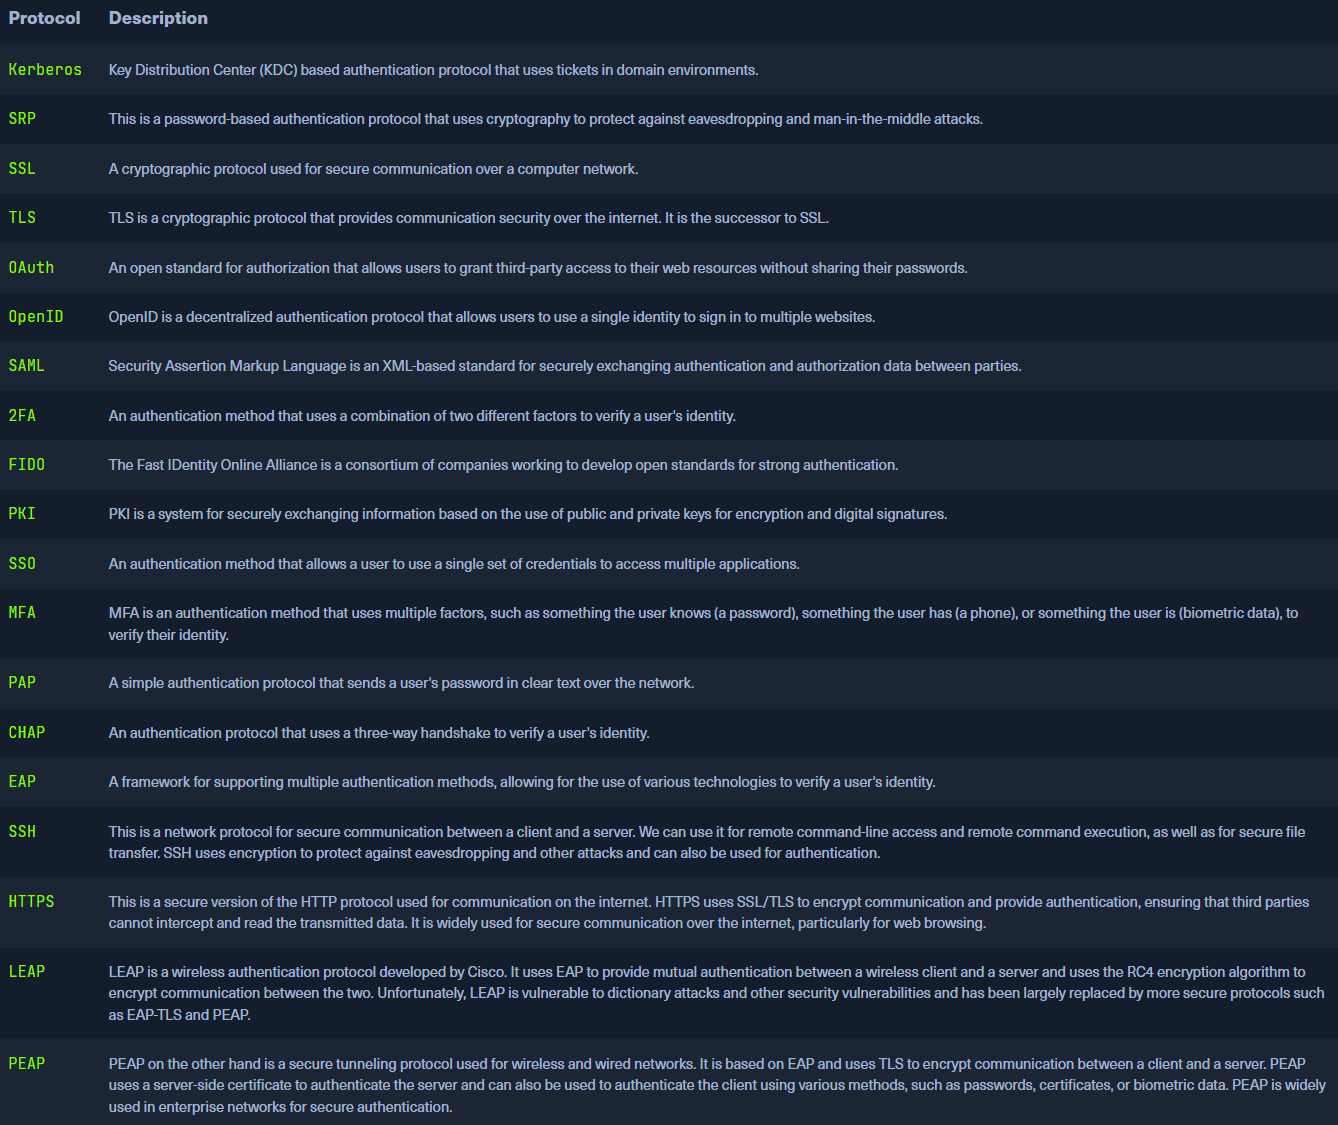 Protocol Description
Kerberos Key Distribution Center (KDC) based authentication protocol that uses tickets in domain environments.
SRP This is a password-based authentication protocol that uses cryptography to protect against eavesdropping and man-in-the-middle attacks.
SSL A cryptographic protocol used for secure communication over a computer network.
TLS TLS is a cryptographic protocol that provides communication security over the internet. It is the successor to SSL.
OAuth An open standard for authorization that allows users to grant third-party access to their web resources without sharing their passwords.
OpenID OpenID is a decentralized authentication protocol that allows users to use a single identity to sign in to multiple websites.
SAML Security Assertion Markup Language is an XML-based standard for securely exchanging authentication and authorization data between parties.
2FA An authentication method that uses a combination of two different factors to verify a user's identity.
FIDO The Fast IDentity Online Alliance is a consortium of companies working to develop open standards for strong authentication.
PKI PKI is a system for securely exchanging information based on the use of public and private keys for encryption and digital signatures.
SSO An authentication method that allows a user to use a single set of credentials to access multiple applications.
MFA MFA is an authentication method that uses multiple factors, such as something the user knows (a password), something the user has (a phone), or something the user is (biometric data), to
verify their identity.
PAP A simple authentication protocol that sends a user's password in clear text over the network.
CHAP An authentication protocol that uses a three-way handshake to verify a user's identity.
EAP A framework for supporting multiple authentication methods, allowing for the use of various technologies to verify a user's identity.
SSH This is a network protocol for secure communication between a client and a server. We can use it for remote command-line access and remote command execution, as well as for secure file
transfer. SSH uses encryption to protect against eavesdropping and other attacks and can also be used for authentication.
HTTPS This is a secure version of the HTTP protocol used for communication on the internet. HTTPS uses SSL/TLS to encrypt communication and provide authentication, ensuring that third parties
cannot intercept and read the transmitted data. It is widely used for secure communication over the internet, particularly for web browsing.
LEAP LEAP is a wireless authentication protocol developed by Cisco. It uses EAP to provide mutual authentication between a wireless client and a server and uses the RC4 encryption algorithm to
encrypt communication between the two. Unfortunately, LEAP is vulnerable to dictionary attacks and other security vulnerabilities and has been largely replaced by more secure protocols such
as EAP-TLS and PEAP.
PEAP PEAP on the other hand is a secure tunneling protocol used for wireless and wired networks. It is based on EAP and uses TLS to encrypt communication between a client and a server. PEAP
uses a server-side certificate to authenticate the server and can also be used to authenticate the client using various methods, such as passwords, certificates, or biometric data. PEAP is widely
used in enterprise networks for secure authentication.